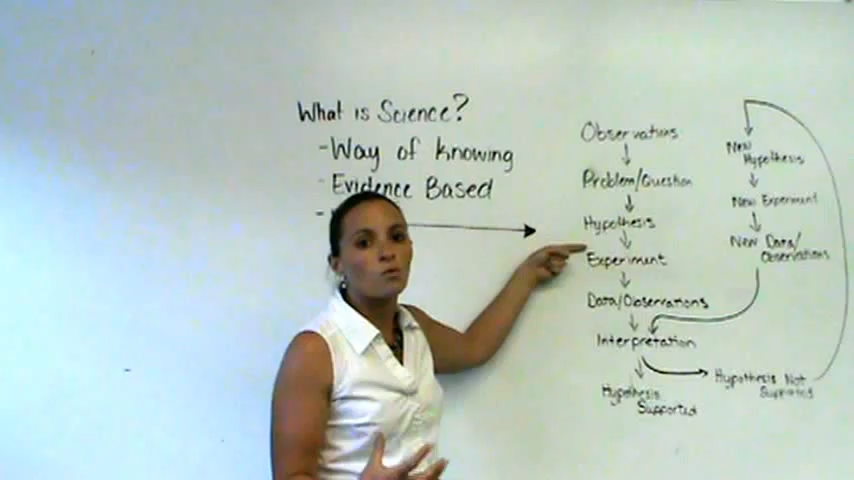 What is Science?
-Way of knowing
-Evidence Based
-
Observations
Problem/Question
Hypothesis
Experiment
Data/Observations
Interpretation
Hypothesis
Supported
Hypothesis Not
Supported
New
Hypothesis
New Experiment
New Data/
Observations